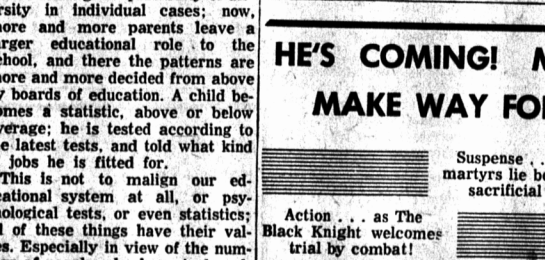 rsity in individual cases; now,
ore and more parents leave a
rger educational role to the
chool, and there the patterns are
ore and more decided from above
y boards of education. A child be-
omes a statistic, above or below
verage; he is tested according to
e latest tests, and told what kind
jobs he is fitted for.
This is not to malign our ed-
cational system at all, or psy-
hological tests, or even statistics;
l of these things have their val-
es. Especially in view of the num-
HE'S COMING! M
MAKE WAY FO
Suspense . .
martyrs lie b
sacrificial
Action . . . as The
Black Knight welcomes
trial by combat!